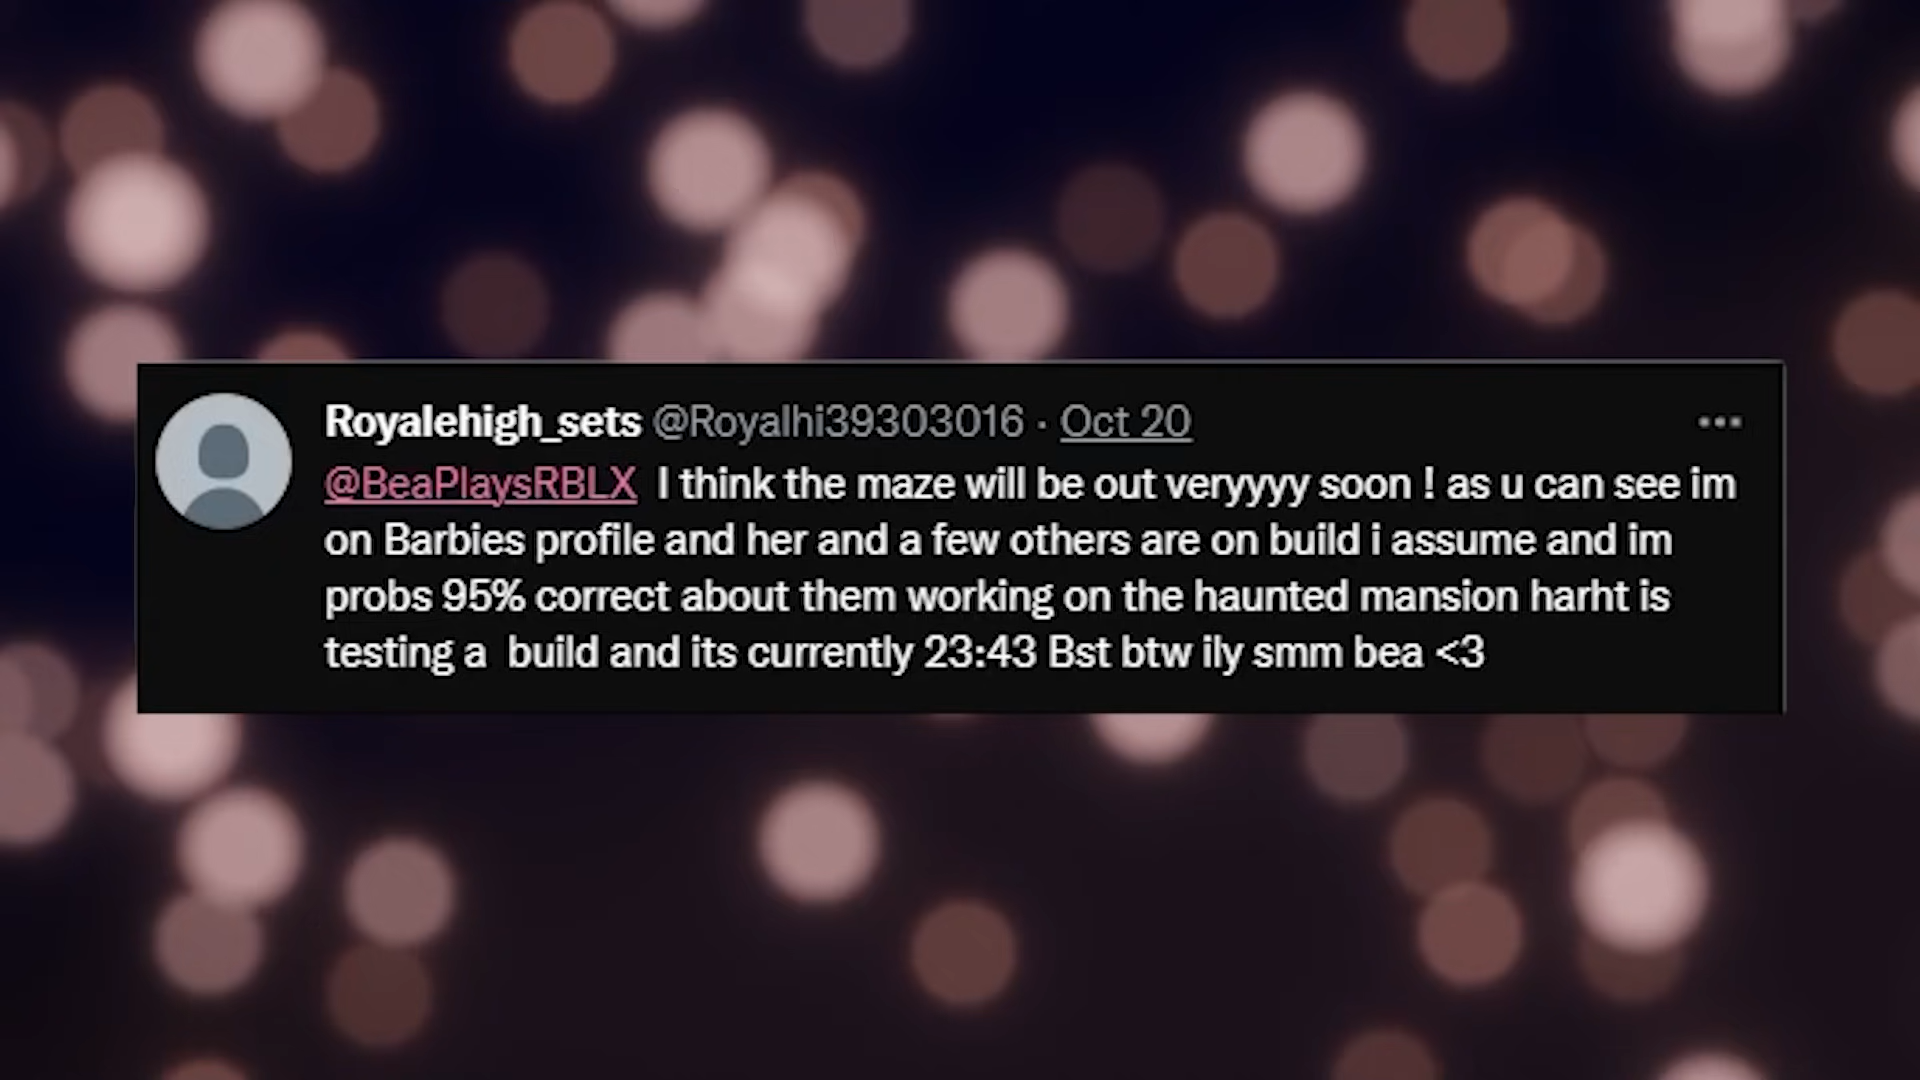 Royalehigh_sets @Royalhi39303016 · Oct 20
@BeaPlaysRBLX I think the maze will be out veryyyy soon ! as u can see im
on Barbies profile and her and a few others are on build i assume and im
probs 95% correct about them working on the haunted mansion harht is
testing a build and its currently 23:43 Bst btw ily smm bea <3